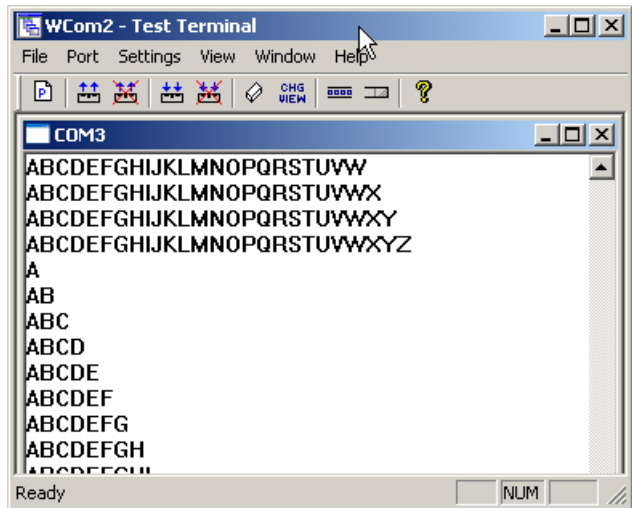 WCom2 - Test Terminal
File Port Settings View Window Help
P CHG VIEW ?
COM3
ABCDEFGHIJKLMNOPQRSTUVW
ABCDEFGHIJKLMNOPQRSTUVWX
ABCDEFGHIJKLMNOPQRSTUVWXY
ABCDEFGHIJKLMNOPQRSTUVWXYZ
A
AB
ABC
ABCD
ABCDE
ABCDEF
ABCDEFG
ABCDEFGH
ABCDEFGHI
Ready NUM